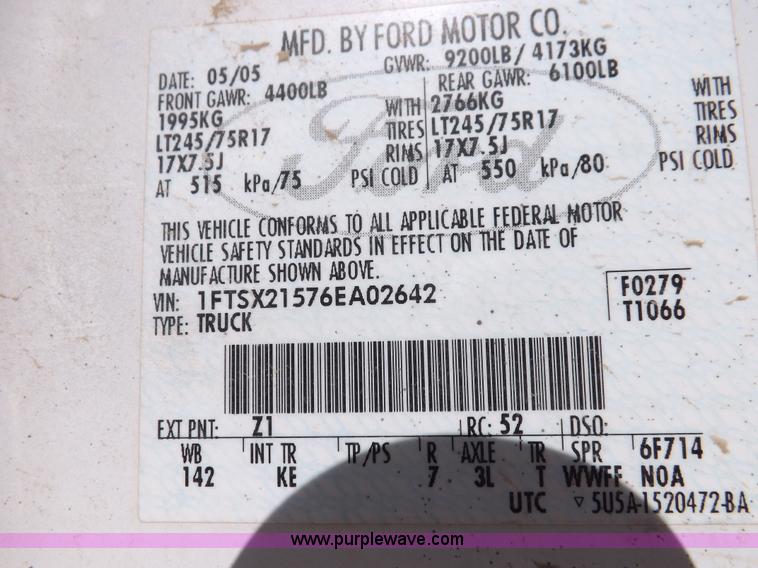 MFD. BY FORD MOTOR CO.
DATE: 05/05 GVWR: 9200LB/ 4173KG
FRONT GAWR: 4400LB REAR GAWR: 6100LB
1995KG WITH 2766KG WITH
LT245/75R17 TIRES LT245/75R17 TIRES
17X7.5J RIMS 17X7.5J RIMS
AT 515 kPa/75 PSI COLD AT 550 kPa/80 PSI COLD
Ford
THIS VEHICLE CONFORMS TO ALL APPLICABLE FEDERAL MOTOR
VEHICLE SAFETY STANDARDS IN EFFECT ON THE DATE OF
MANUFACTURE SHOWN ABOVE.
VIN: 1FTSX21576EA02642 F0279
TYPE: TRUCK T1066
EXT PNT: Z1 RC: 52 DSO:
WB INT TR TP/PS R AXLE TR SPR 6F714
142 KE 7 3L T WWFF NOA
UTC ▽ 5U5A-1520472-BA
www.purplewave.com